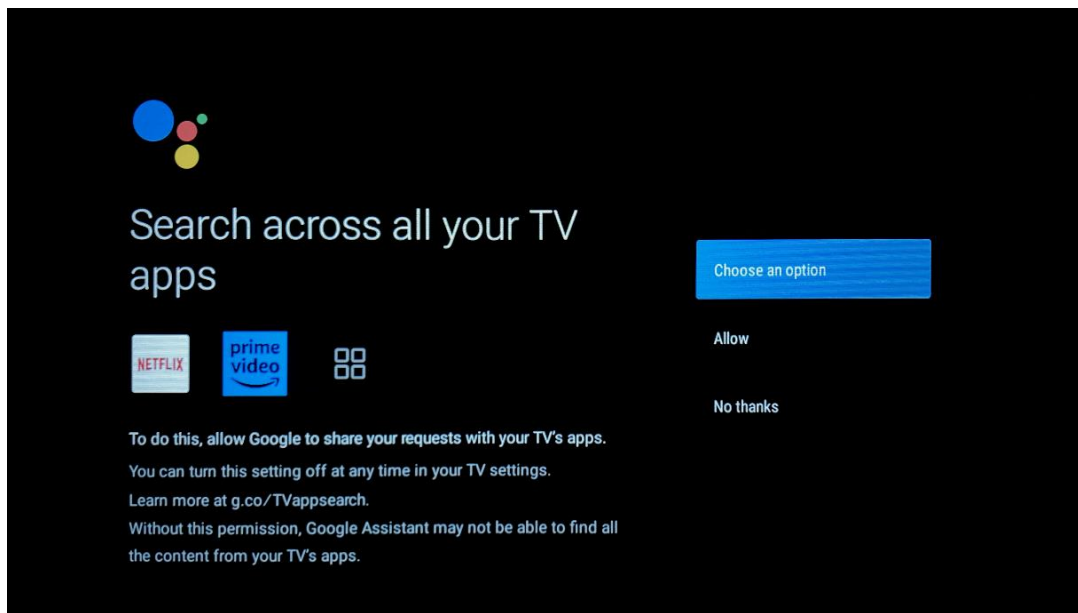 Search across all your TV
apps
NETFLIX
prime
video
To do this, allow Google to share your requests with your TV's apps.
You can turn this setting off at any time in your TV settings.
Learn more at g.co/TVappsearch.
Without this permission, Google Assistant may not be able to find all
the content from your TV's apps.
Choose an option
Allow
No thanks